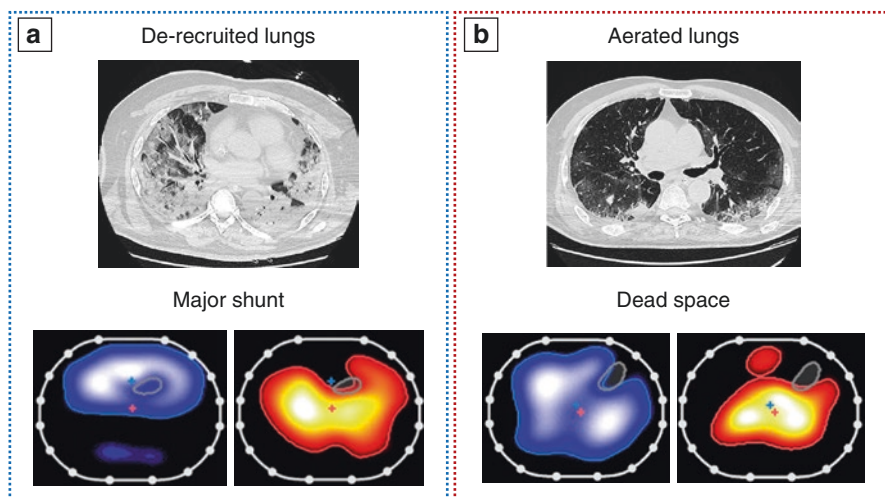 a
De-recruited lungs
Major shunt
b
Aerated lungs
Dead space